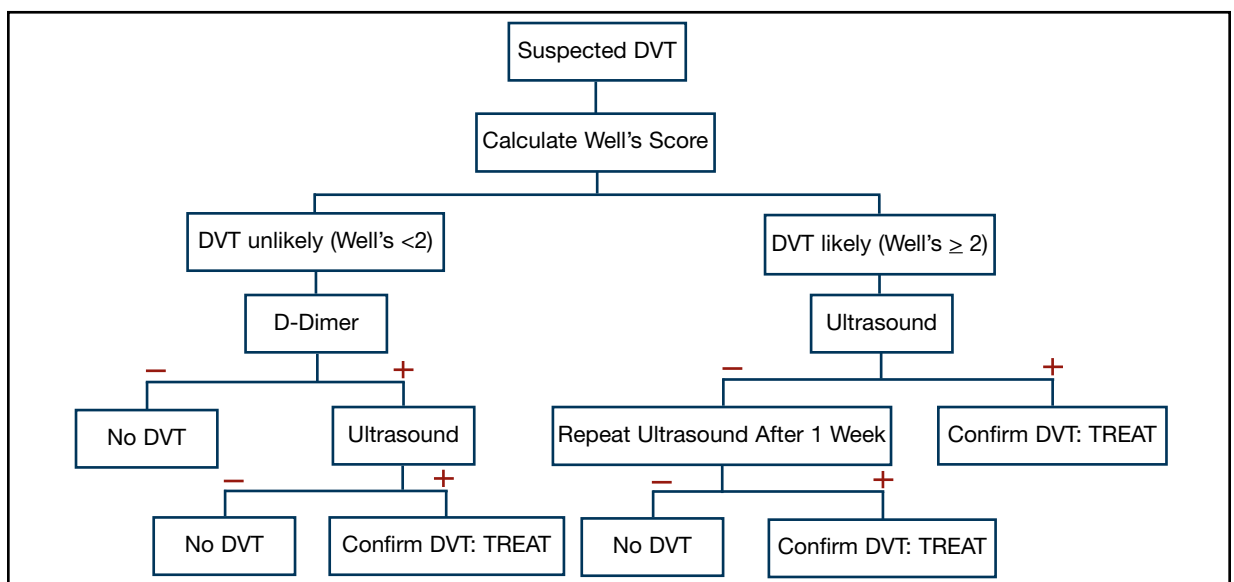 Suspected DVT
Calculate Well's Score
DVT unlikely (Well's <2)
DVT likely (Well's ≥ 2)
D-Dimer
Ultrasound
−
+
−
+
No DVT
Ultrasound
Repeat Ultrasound After 1 Week
Confirm DVT: TREAT
−
+
−
+
No DVT
Confirm DVT: TREAT
No DVT
Confirm DVT: TREAT